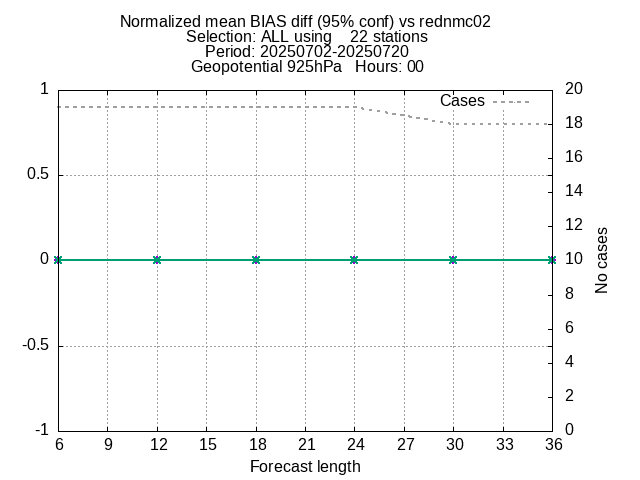 Normalized mean BIAS diff (95% conf) vs rednmc02
Selection: ALL using    22 stations
Period: 20250702-20250720
Geopotential 925hPa   Hours: 00
Cases
1
0.5
0
-0.5
-1
20
18
16
14
12
10
8
6
4
2
0
No cases
6 9 12 15 18 21 24 27 30 33 36
Forecast length